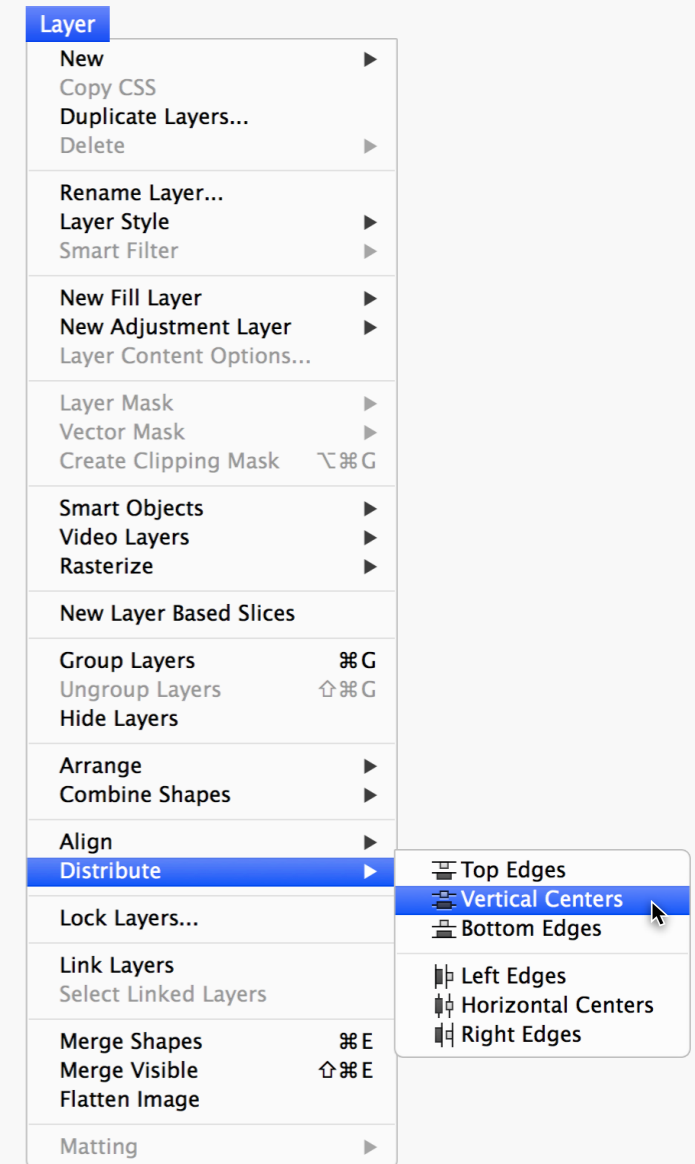 Layer
New
Copy CSS
Duplicate Layers...
Delete
Rename Layer...
Layer Style
Smart Filter
New Fill Layer
New Adjustment Layer
Layer Content Options...
Layer Mask
Vector Mask
Create Clipping Mask ⌥⌘G
Smart Objects
Video Layers
Rasterize
New Layer Based Slices
Group Layers ⌘G
Ungroup Layers ⇧⌘G
Hide Layers
Arrange
Combine Shapes
Align
Distribute
Top Edges
Vertical Centers
Bottom Edges
Left Edges
Horizontal Centers
Right Edges
Lock Layers...
Link Layers
Select Linked Layers
Merge Shapes ⌘E
Merge Visible ⇧⌘E
Flatten Image
Matting